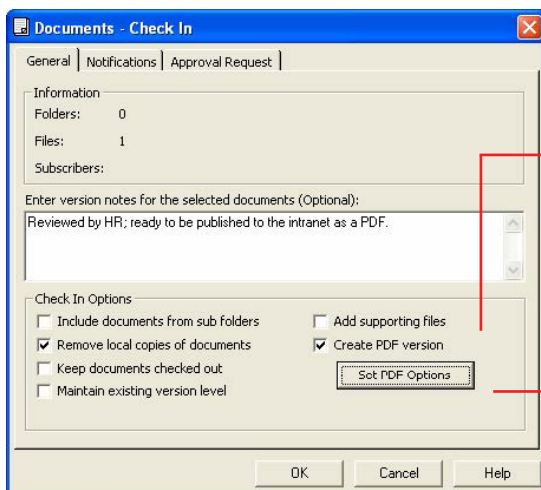 Documents - Check In
General Notifications Approval Request
Information
Folders: 0
Files: 1
Subscribers:
Enter version notes for the selected documents (Optional):
Reviewed by HR; ready to be published to the intranet as a PDF.
Check In Options
Include documents from sub folders Add supporting files
Remove local copies of documents Create PDF version
Keep documents checked out Set PDF Options
Maintain existing version level
OK Cancel Help